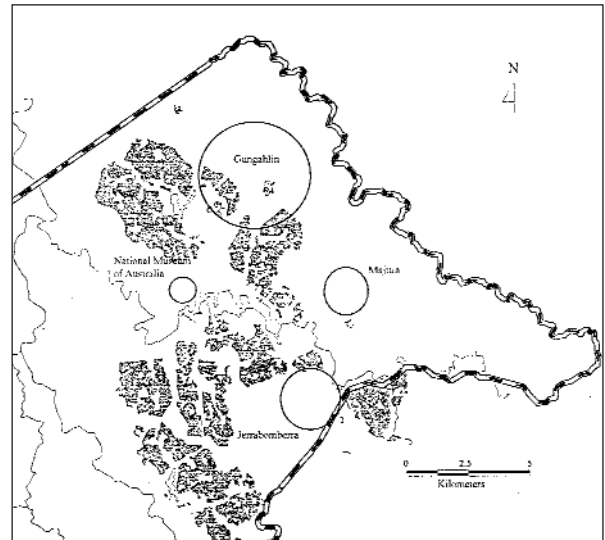 N
Gungahlin
National Museum
of Australia
Majura
Jerrabomberra
0 2.5 5
Kilometers